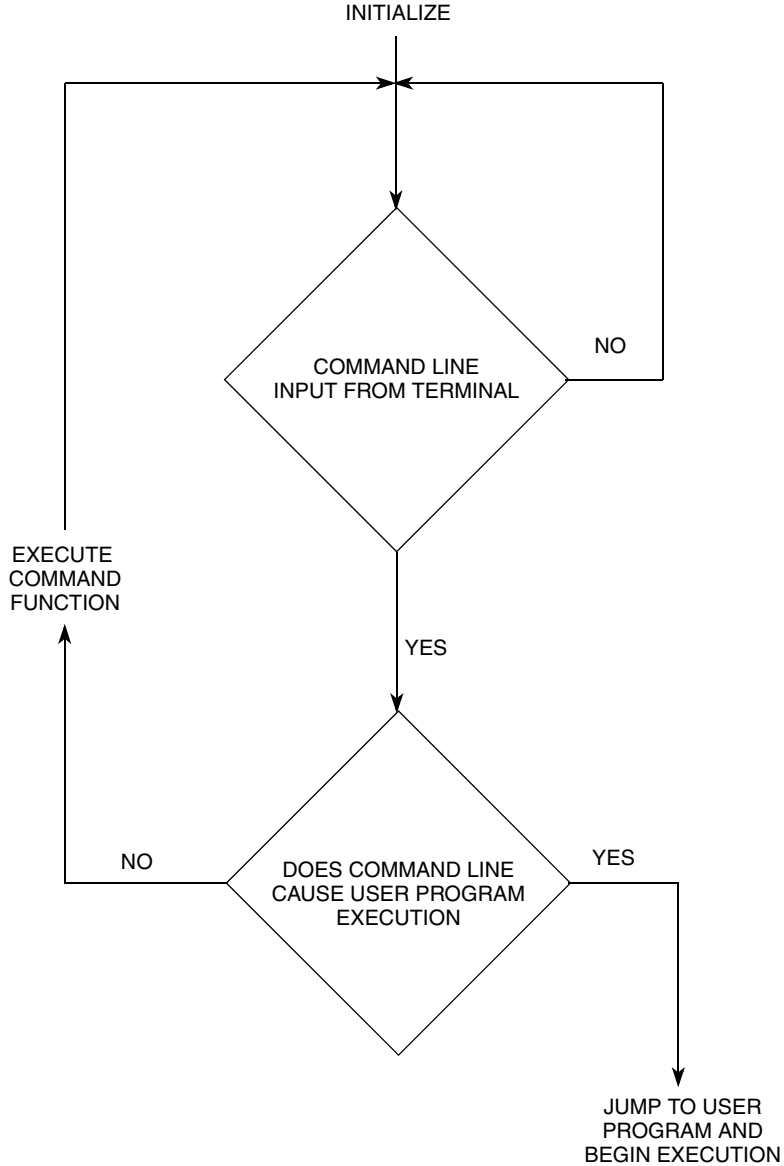 INITIALIZE
NO
COMMAND LINE
INPUT FROM TERMINAL
EXECUTE
COMMAND
FUNCTION
YES
NO
YES
DOES COMMAND LINE
CAUSE USER PROGRAM
EXECUTION
JUMP TO USER
PROGRAM AND
BEGIN EXECUTION